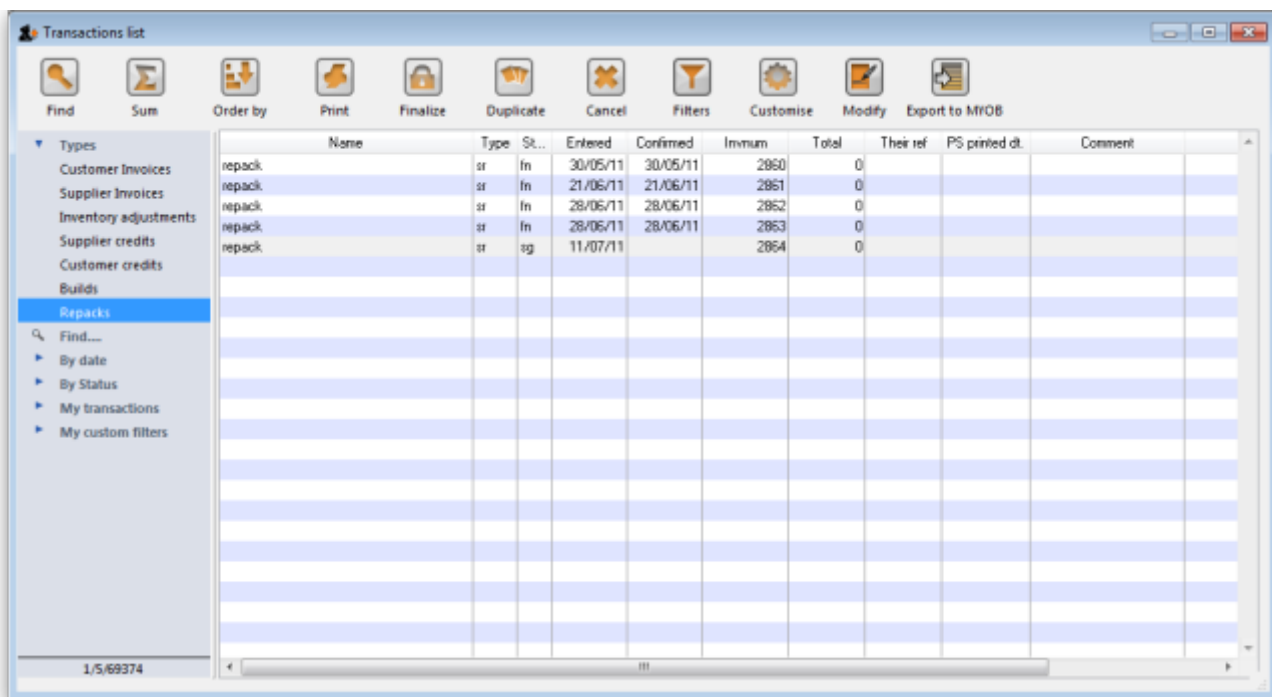 Transactions list
Find Sum Order by Print Finalize Duplicate Cancel Filters Customise Modify Export to MYOB
Types
Customer Invoices
Supplier Invoices
Inventory adjustments
Supplier credits
Customer credits
Builds
Repacks
Find....
By date
By Status
My transactions
My custom filters
1/5/69374
Name Type St... Entered Confirmed Invnum Total Their ref PS printed dt. Comment
repack sr fn 30/05/11 30/05/11 2860 0
repack sr fn 21/06/11 21/06/11 2861 0
repack sr fn 28/06/11 28/06/11 2862 0
repack sr fn 28/06/11 28/06/11 2863 0
repack sr sg 11/07/11 2864 0